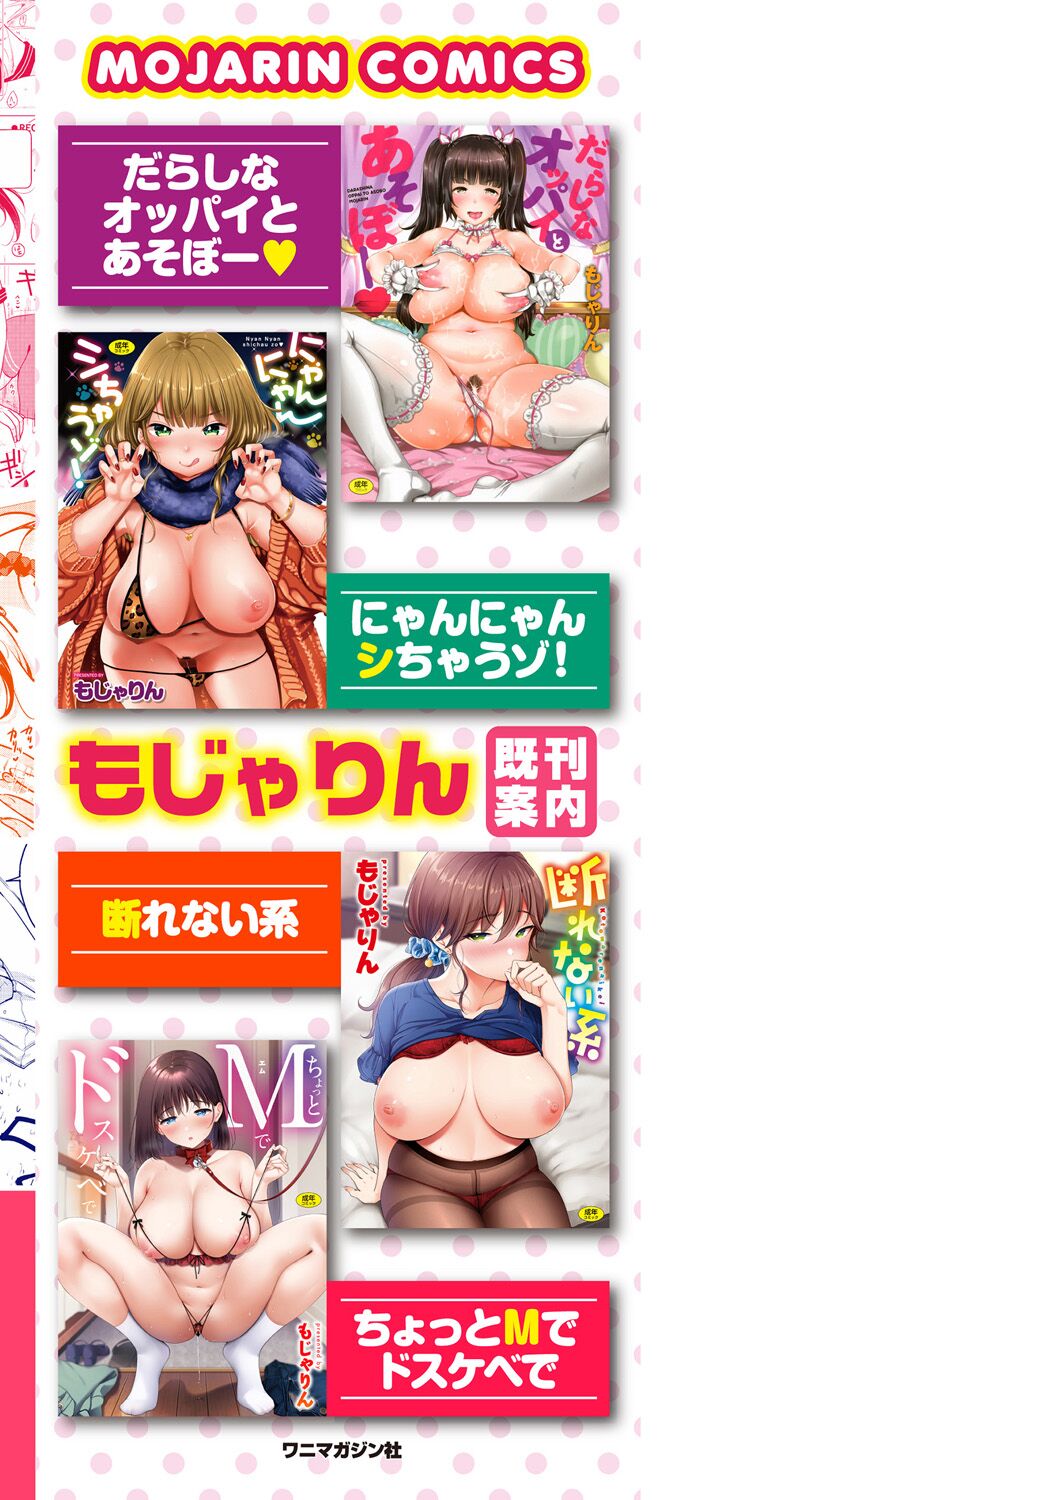 MOJARIN COMICS
だらしな
オッパイと
あそぼー♥
だらしな
オッパイと
あそぼー♥
DARASHINA
OPPAI TO ASOBO
MOJARIN
もじゃりん
成年
コミック
にゃんにゃん
シちゃうゾ!
Nyan Nyan
shichau zo♥
成年
コミック
PRESENTED BY
もじゃりん
にゃんにゃん
シちゃうゾ!
もじゃりん
既刊
案内
断れない系
断れない系
presented by
もじゃりん
成年
コミック
ちょっと
Mで
エム
ドスケベで
成年
コミック
presented by
もじゃりん
ちょっとMで
ドスケベで
ワニマガジン社